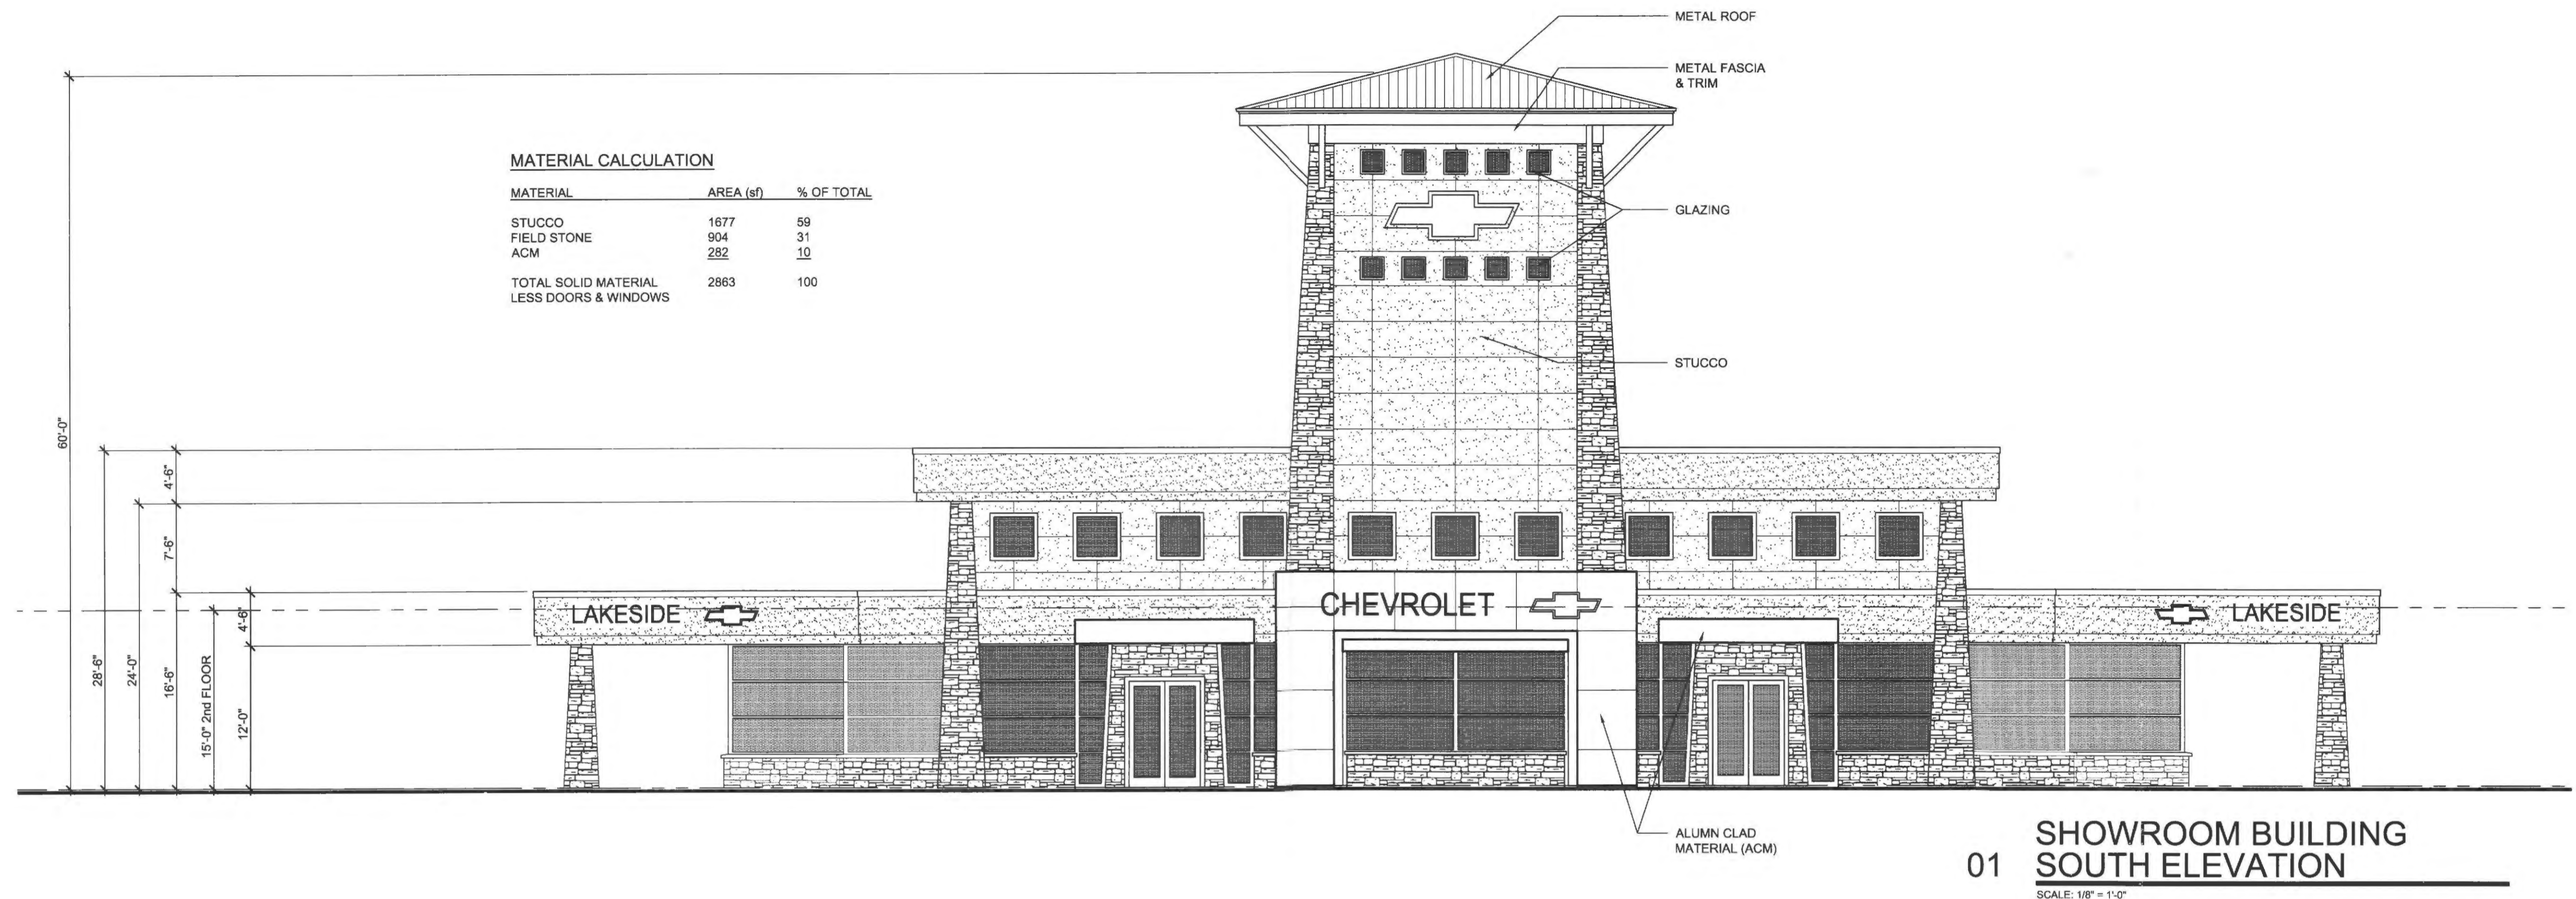 METAL ROOF
METAL FASCIA
& TRIM
MATERIAL CALCULATION
MATERIAL AREA (sf) % OF TOTAL
STUCCO 1677 59
FIELD STONE 904 31
ACM 282 10
TOTAL SOLID MATERIAL 2863 100
LESS DOORS & WINDOWS
GLAZING
STUCCO
60'-0"
28'-6"
24'-0"
4'-6"
7'-6"
16'-6"
15'-0" 2nd FLOOR
4'-6"
12'-0"
LAKESIDE
CHEVROLET
LAKESIDE
ALUMN CLAD
MATERIAL (ACM)
01 SHOWROOM BUILDING
SOUTH ELEVATION
SCALE: 1/8" = 1'-0"